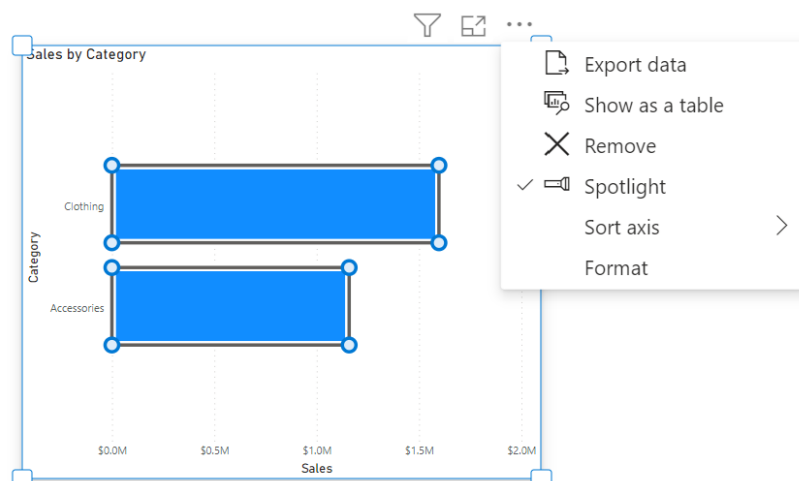 Sales by Category
Export data
Show as a table
Remove
Spotlight
Sort axis
Format
Category
Clothing
Accessories
$0.0M $0.5M $1.0M $1.5M $2.0M
Sales